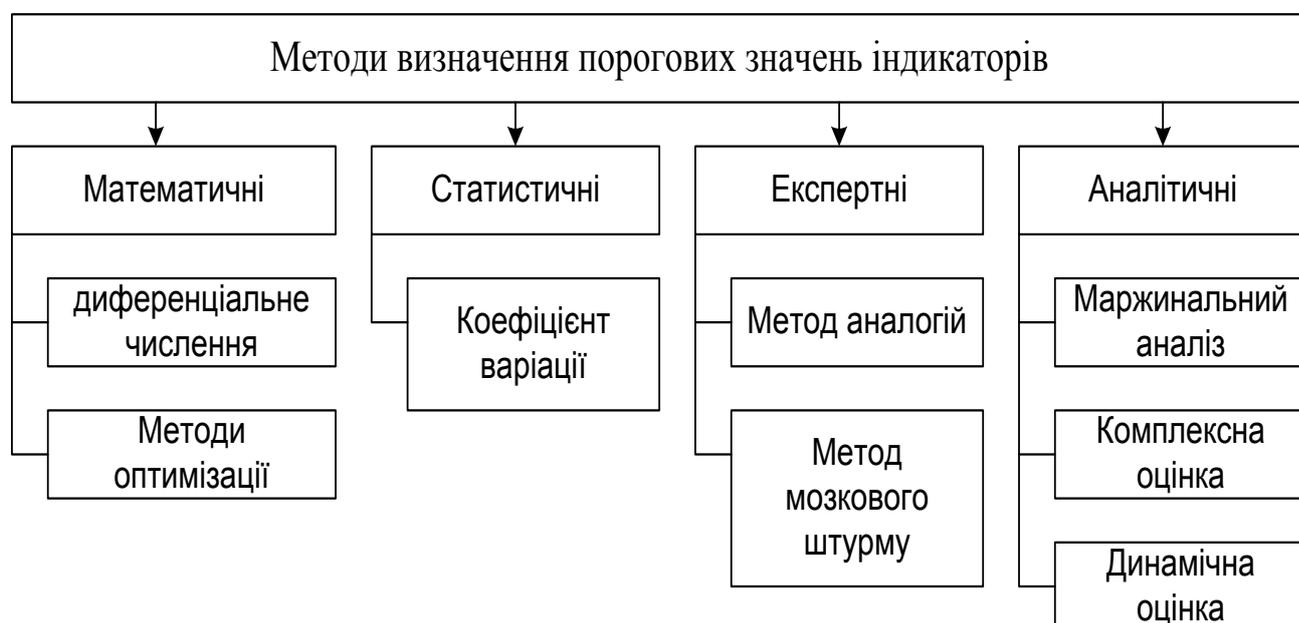 Методи визначення порогових значень індикаторів
Математичні
диференціальне
числення
Методи
оптимізації
Статистичні
Коефіцієнт
варіації
Експертні
Метод аналогій
Метод
мозкового
штурму
Аналітичні
Маржинальний
аналіз
Комплексна
оцінка
Динамічна
оцінка